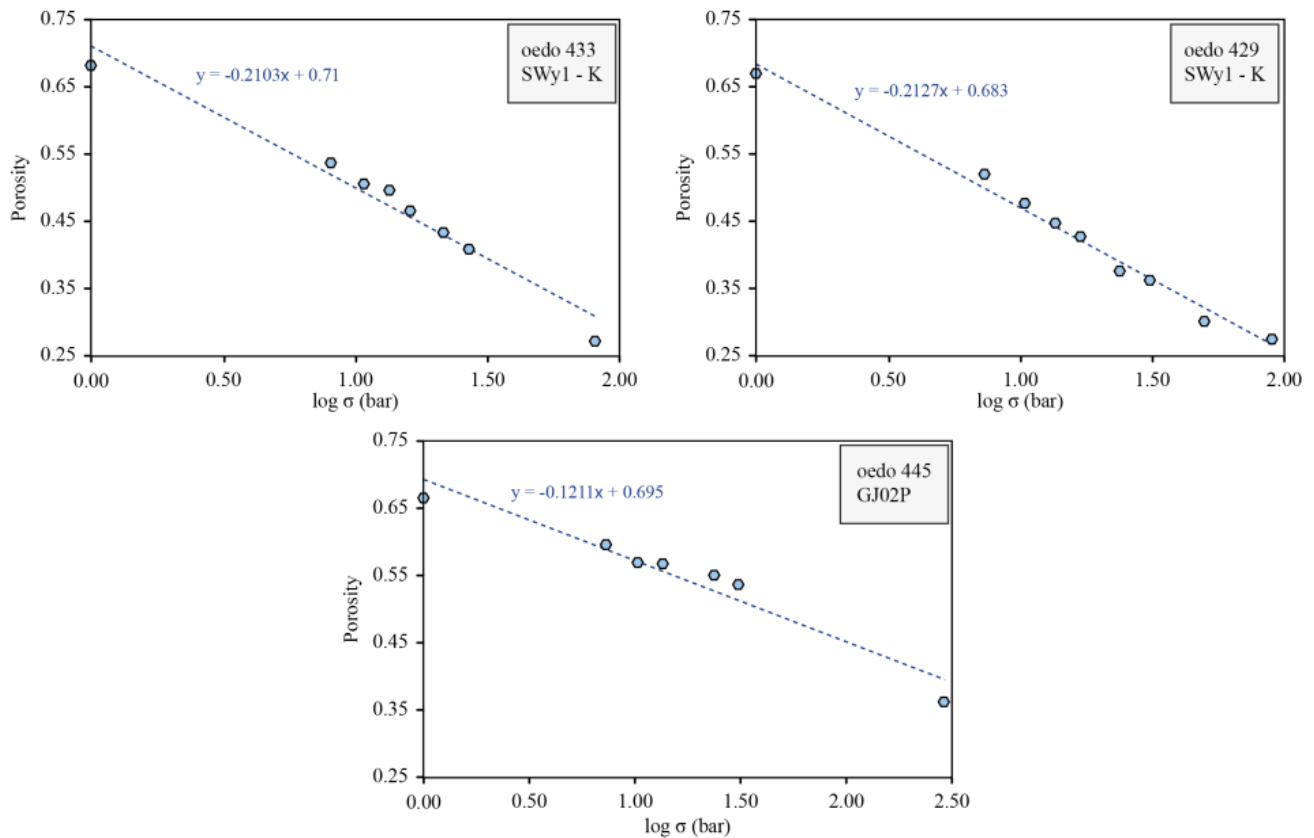 0.75
0.65
0.55
0.45
0.35
0.25
Porosity
0.00
0.50
1.00
1.50
2.00
log σ (bar)
y = -0.2103x + 0.71
oedo 433
SWy1 - K
0.75
0.65
0.55
0.45
0.35
0.25
Porosity
0.00
0.50
1.00
1.50
2.00
log σ (bar)
y = -0.2127x + 0.683
oedo 429
SWy1 - K
0.75
0.65
0.55
0.45
0.35
0.25
Porosity
0.00
0.50
1.00
1.50
2.00
2.50
log σ (bar)
y = -0.1211x + 0.695
oedo 445
GJ02P